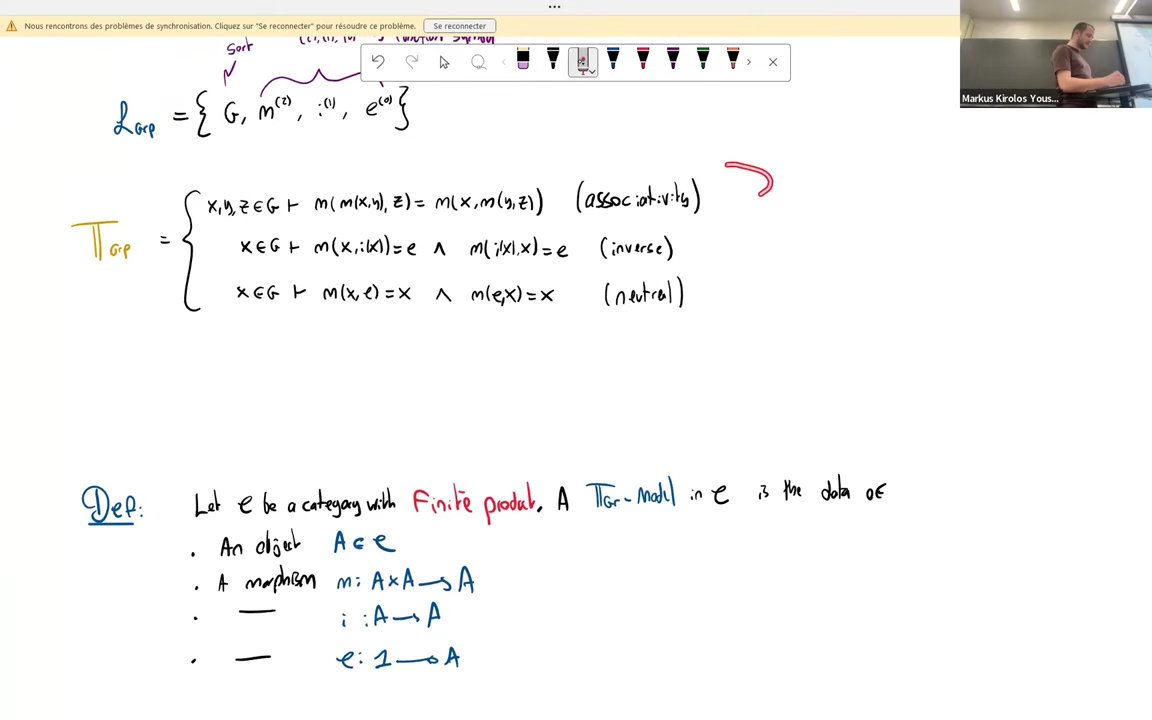 Nous rencontrons des problèmes de synchronisation. Cliquez sur "Se reconnecter" pour résoudre ce problème. Se reconnecter
Sort
Markus Kirolos Yous...
ℒ_Grp = { G, m⁽²⁾, i⁽¹⁾, e⁽⁰⁾ }
𝕋_Grp =
x,y,z ∈ G ⊢ m(m(x,y),z) = m(x,m(y,z)) (associativity)
x ∈ G ⊢ m(x,i(x)) = e ∧ m(i(x),x) = e (inverse)
x ∈ G ⊢ m(x,e) = x ∧ m(e,x) = x (neutral)
Def: Let 𝒞 be a category with Finite product. A 𝕋Gr-Model in 𝒞 is the data of
. An object A ∈ 𝒞
. A morphism m: A×A → A
. — i : A → A
. — e: 1 → A